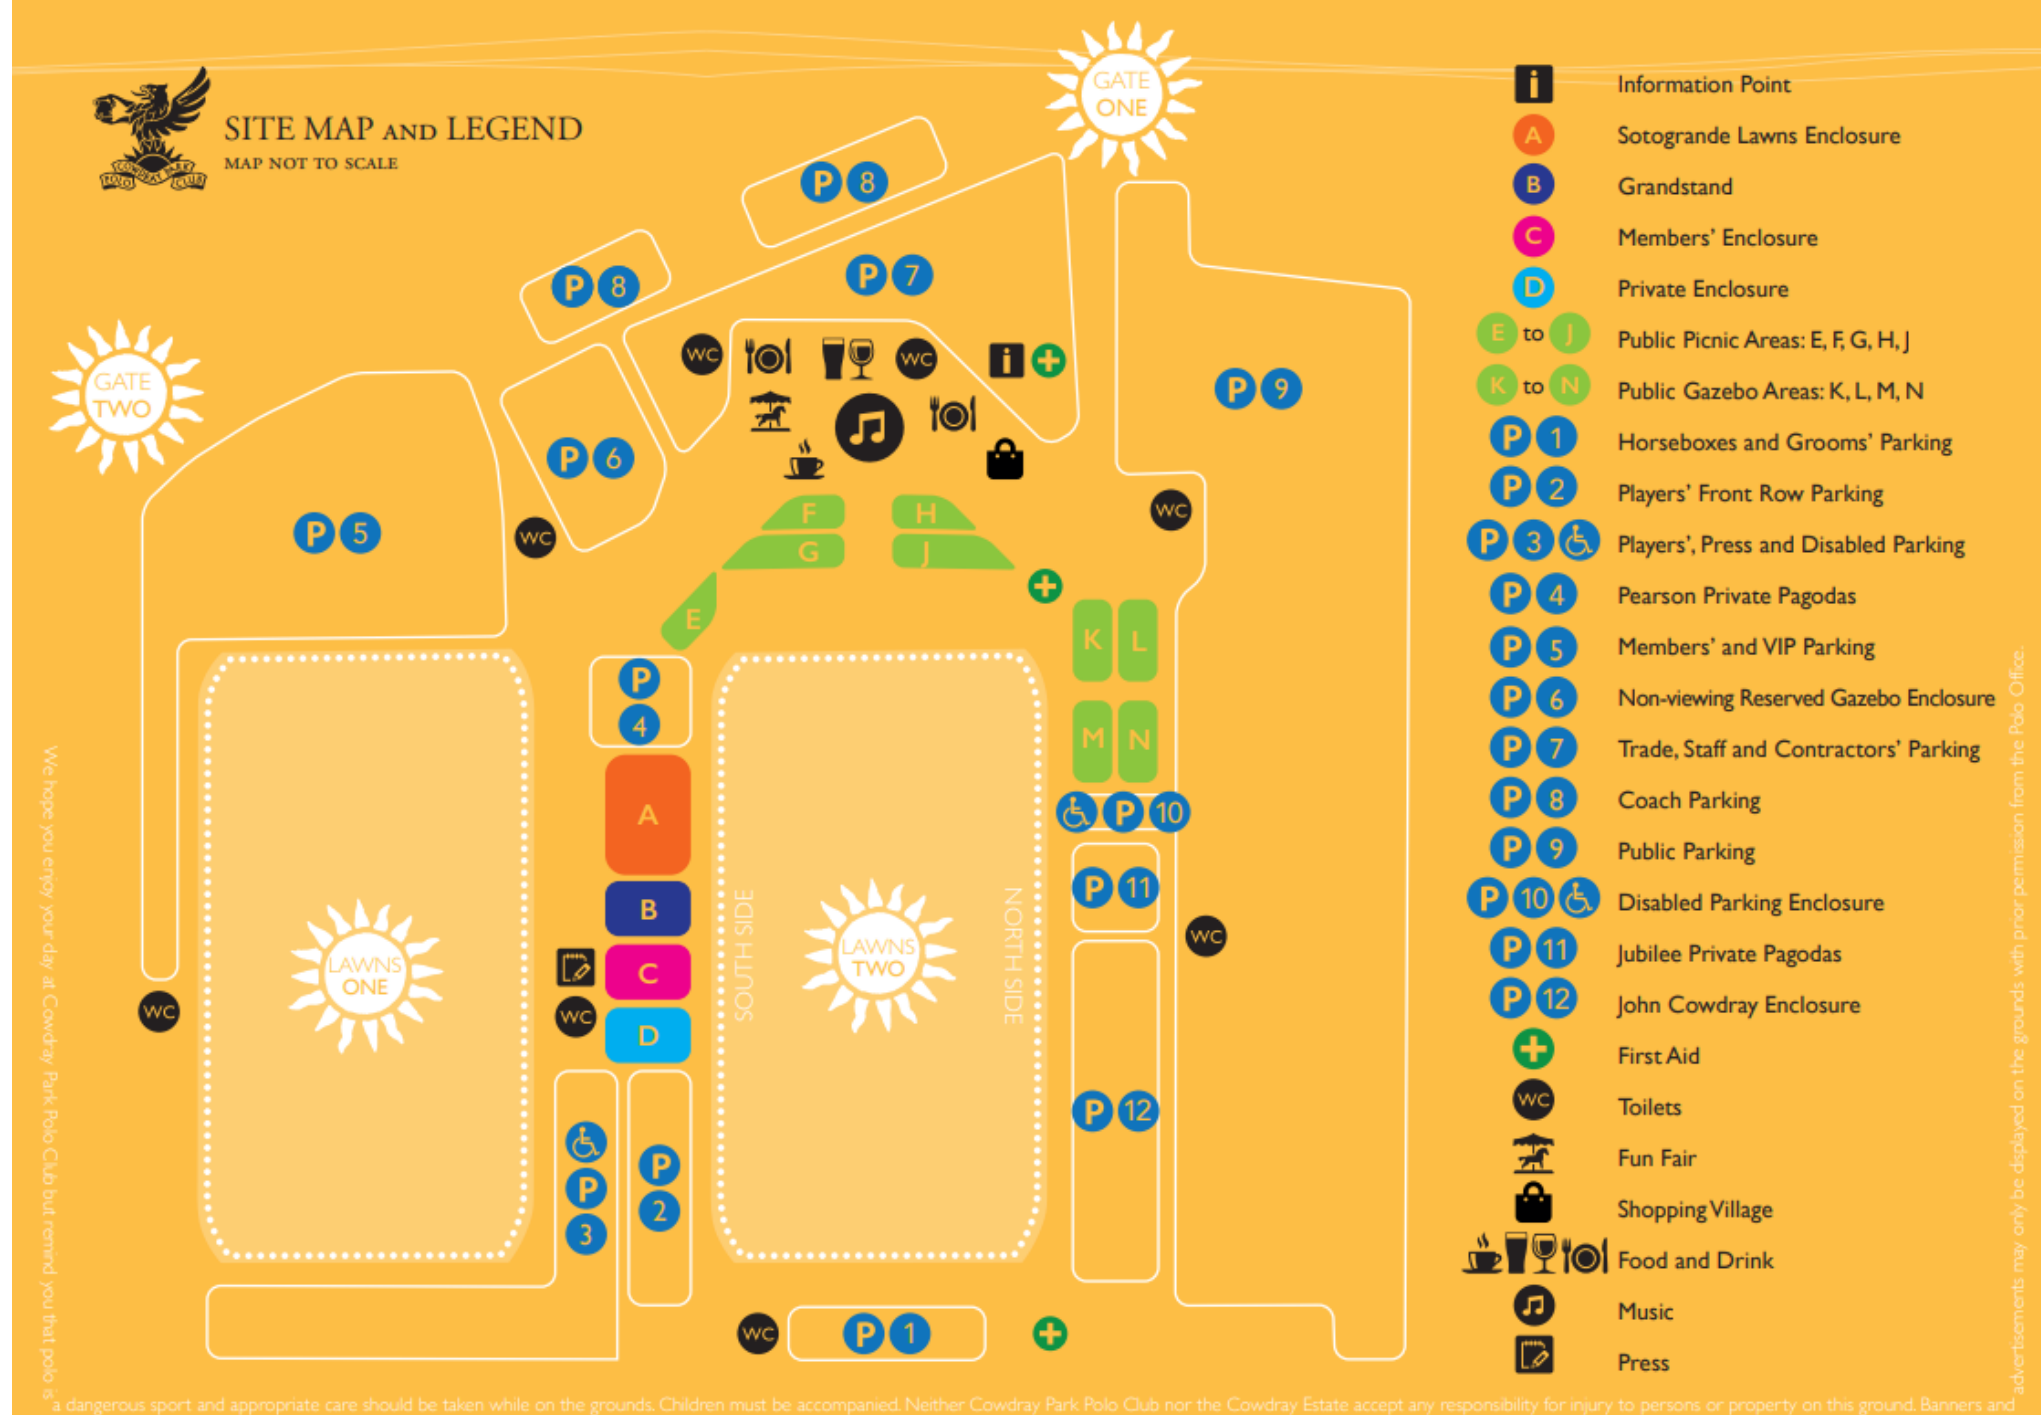 SITE MAP AND LEGEND
MAP NOT TO SCALE
COWDRAY PARK
POLO CLUB
GATE
ONE
GATE
TWO
P 8
P 8
P 7
WC
WC
i
P 6
P 5
WC
P 9
WC
F
H
G
J
E
K
L
M
N
P
4
A
B
C
D
WC
WC
LAWNS
ONE
SOUTH SIDE
LAWNS
TWO
NORTH SIDE
P 10
P 11
WC
P 12
P
3
P
2
WC
P 1
i Information Point
A Sotogrande Lawns Enclosure
B Grandstand
C Members' Enclosure
D Private Enclosure
E to J Public Picnic Areas: E, F, G, H, J
K to N Public Gazebo Areas: K, L, M, N
P 1 Horseboxes and Grooms' Parking
P 2 Players' Front Row Parking
P 3 Players', Press and Disabled Parking
P 4 Pearson Private Pagodas
P 5 Members' and VIP Parking
P 6 Non-viewing Reserved Gazebo Enclosure
P 7 Trade, Staff and Contractors' Parking
P 8 Coach Parking
P 9 Public Parking
P 10 Disabled Parking Enclosure
P 11 Jubilee Private Pagodas
P 12 John Cowdray Enclosure
First Aid
WC Toilets
Fun Fair
Shopping Village
Food and Drink
Music
Press
We hope you enjoy your day at Cowdray Park Polo Club but remind you that polo is
a dangerous sport and appropriate care should be taken while on the grounds. Children must be accompanied. Neither Cowdray Park Polo Club nor the Cowdray Estate accept any responsibility for injury to persons or property on this ground. Banners and
advertisements may only be displayed on the grounds with prior permission from the Polo Office.